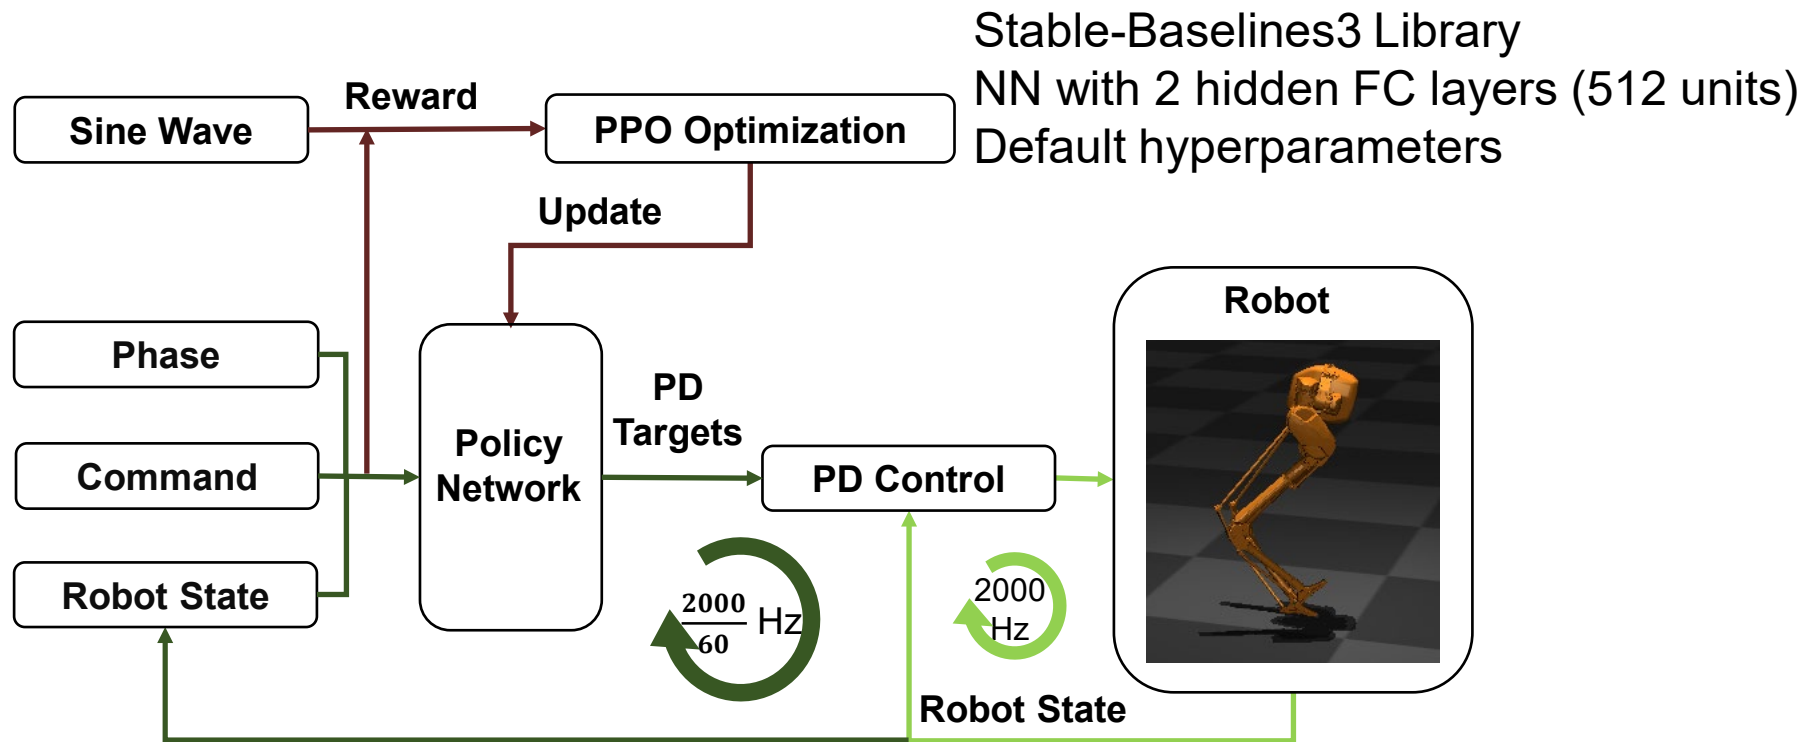 Stable-Baselines3 Library
NN with 2 hidden FC layers (512 units)
Default hyperparameters
Sine Wave
Reward
PPO Optimization
Update
Phase
Command
Robot State
Policy
Network
PD
Targets
PD Control
Robot
2000
60
Hz
2000
Hz
Robot State